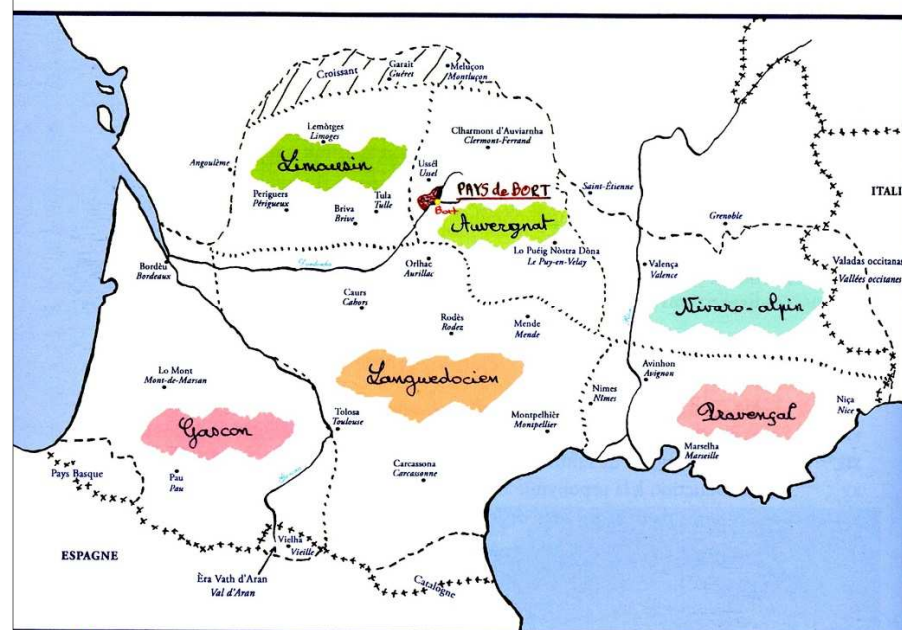 Croissant
Garait
Guéret
Meluçon
Montluçon
Lemòtges
Limoges
Clharmont d'Auviarnha
Clermont-Ferrand
Angoulême
Limousin
Ussel
Usel
PAYS de BORT
Saint-Étienne
ITALI
Periguers
Périgueux
Tula
Tulle
Briva
Brive
Bort
Auvergnat
Grenoble
Lo Puéig Nòstra Dòna
Le Puy-en-Velay
Orlhac
Aurillac
Bordèu
Bordeaux
Dordonha
Valença
Valence
Valadas occitanas
Vallées occitanes
Caurs
Cahors
Nivaro-alpin
Rodès
Rodez
Mende
Mende
Lo Mont
Mont-de-Marsan
Languedocien
Avinhon
Avignon
Nimes
Nîmes
Provençal
Niça
Nice
Tolosa
Toulouse
Montpelhièr
Montpellier
Gascon
Marselha
Marseille
Pays Basque
Pau
Pau
Carcassona
Carcassonne
ESPAGNE
Vielha
Vieille
Èra Vath d'Aran
Val d'Aran
Catalogne